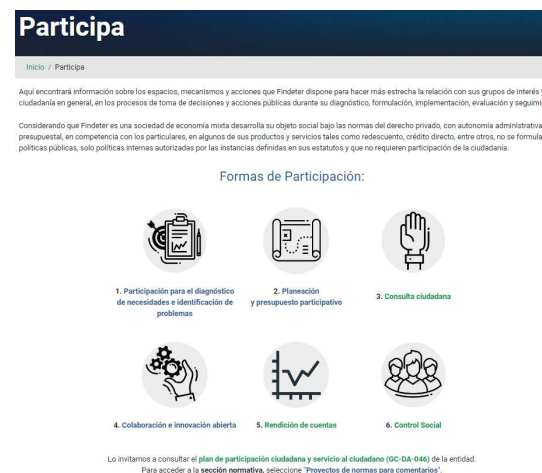 Participa
Inicio / Participa
Aquí encontrará información sobre los espacios, mecanismos y acciones que Findeter dispone para hacer más estrecha la relación con sus grupos de interés y
ciudadanía en general, en los procesos de toma de decisiones y acciones públicas durante su diagnóstico, formulación, implementación, evaluación y seguimi
Considerando que Findeter es una sociedad de economía mixta desarrolla su objeto social bajo las normas del derecho privado, con autonomía administrativa
presupuestal, en competencia con los particulares, en algunos de sus productos y servicios tales como redescuento, crédito directo, entre otros, no se formula
políticas públicas, solo políticas internas autorizadas por las instancias definidas en sus estatutos y que no requieren participación de la ciudadanía.
Formas de Participación:
1. Participación para el diagnóstico
de necesidades e identificación de
problemas
2. Planeación
y presupuesto participativo
3. Consulta ciudadana
4. Colaboración e innovación abierta
5. Rendición de cuentas
6. Control Social
Lo invitamos a consultar el plan de participación ciudadana y servicio al ciudadano (GC-DA-046) de la entidad.
Para acceder a la sección normativa, seleccione "Proyectos de normas para comentarios".